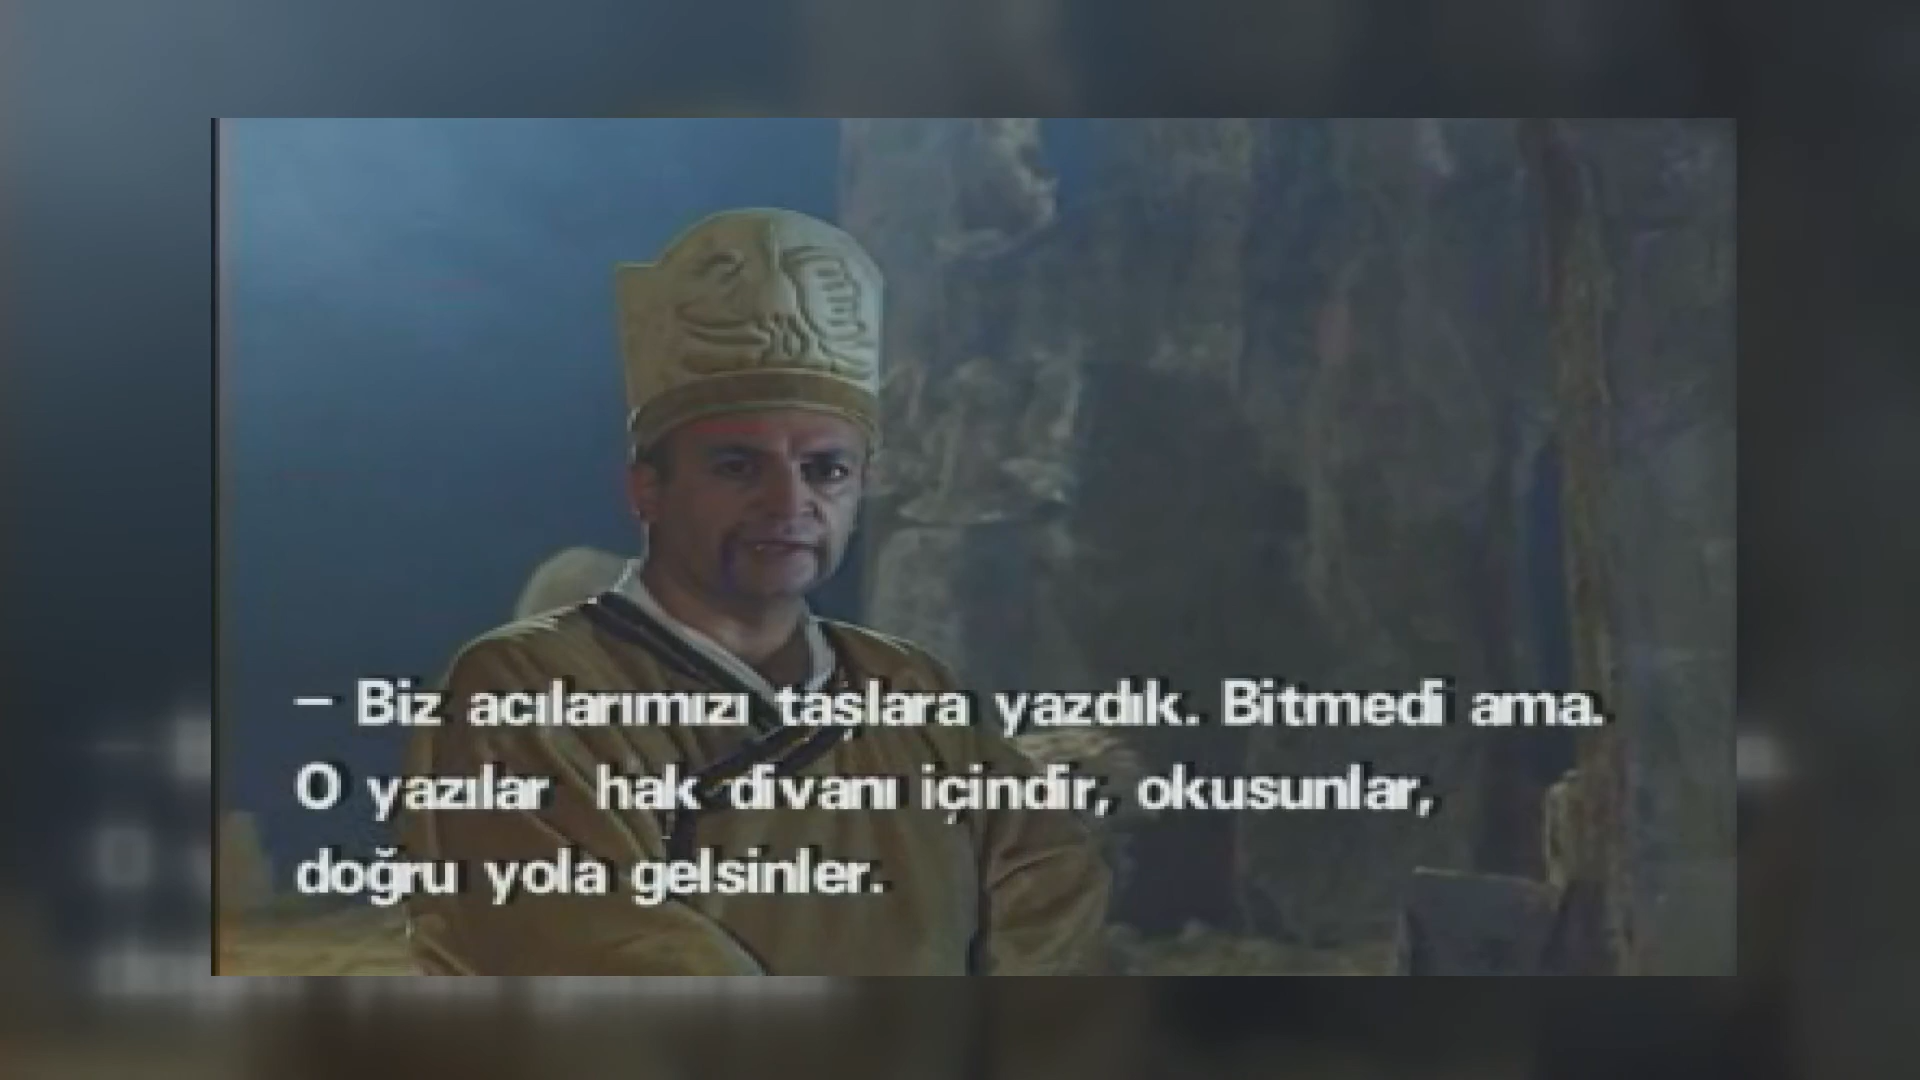 – Biz acılarımızı taşlara yazdık. Bitmedi ama.
O yazılar hak divanı içindir, okusunlar,
doğru yola gelsinler.